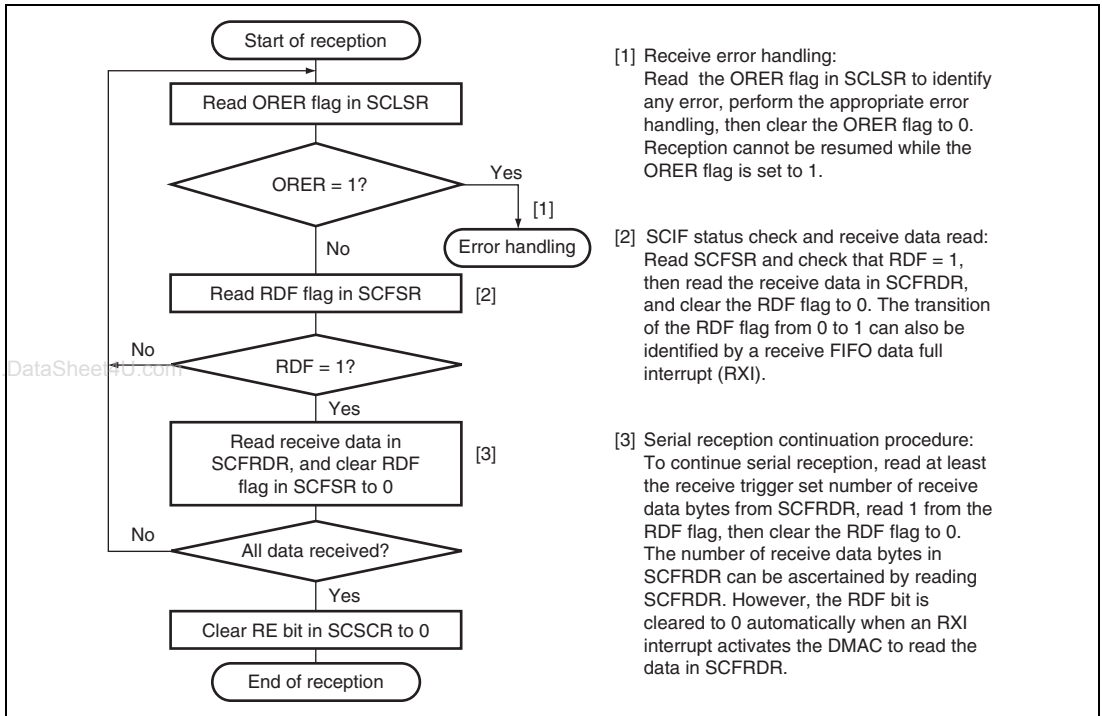 Start of reception
Read ORER flag in SCLSR
ORER = 1?
Yes
[1]
Error handling
No
Read RDF flag in SCFSR
[2]
No
RDF = 1?
Yes
Read receive data in
SCFRDR, and clear RDF
flag in SCFSR to 0
[3]
No
All data received?
Yes
Clear RE bit in SCSCR to 0
End of reception
[1] Receive error handling:
Read the ORER flag in SCLSR to identify
any error, perform the appropriate error
handling, then clear the ORER flag to 0.
Reception cannot be resumed while the
ORER flag is set to 1.
[2] SCIF status check and receive data read:
Read SCFSR and check that RDF = 1,
then read the receive data in SCFRDR,
and clear the RDF flag to 0. The transition
of the RDF flag from 0 to 1 can also be
identified by a receive FIFO data full
interrupt (RXI).
[3] Serial reception continuation procedure:
To continue serial reception, read at least
the receive trigger set number of receive
data bytes from SCFRDR, read 1 from the
RDF flag, then clear the RDF flag to 0.
The number of receive data bytes in
SCFRDR can be ascertained by reading
SCFRDR. However, the RDF bit is
cleared to 0 automatically when an RXI
interrupt activates the DMAC to read the
data in SCFRDR.
.DataSheet4U.com